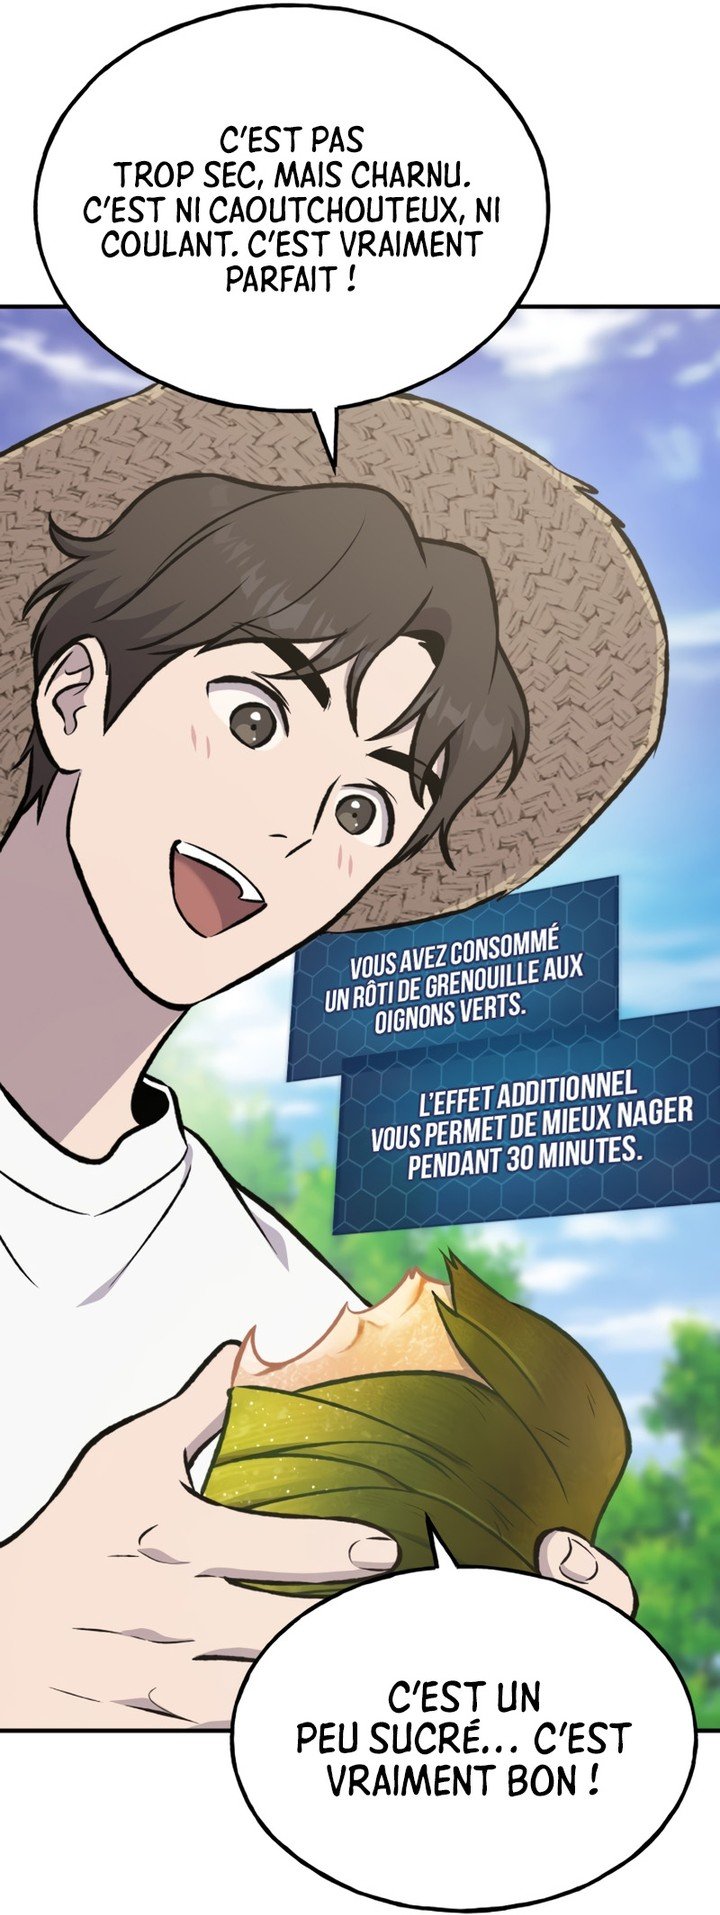 C'EST PAS
TROP SEC, MAIS CHARNU.
C'EST NI CAOUTCHOUTEUX, NI
COULANT. C'EST VRAIMENT
PARFAIT !
VOUS AVEZ CONSOMMÉ
UN RÔTI DE GRENOUILLE AUX
OIGNONS VERTS.
L'EFFET ADDITIONNEL
VOUS PERMET DE MIEUX NAGER
PENDANT 30 MINUTES.
C'EST UN
PEU SUCRÉ... C'EST
VRAIMENT BON !